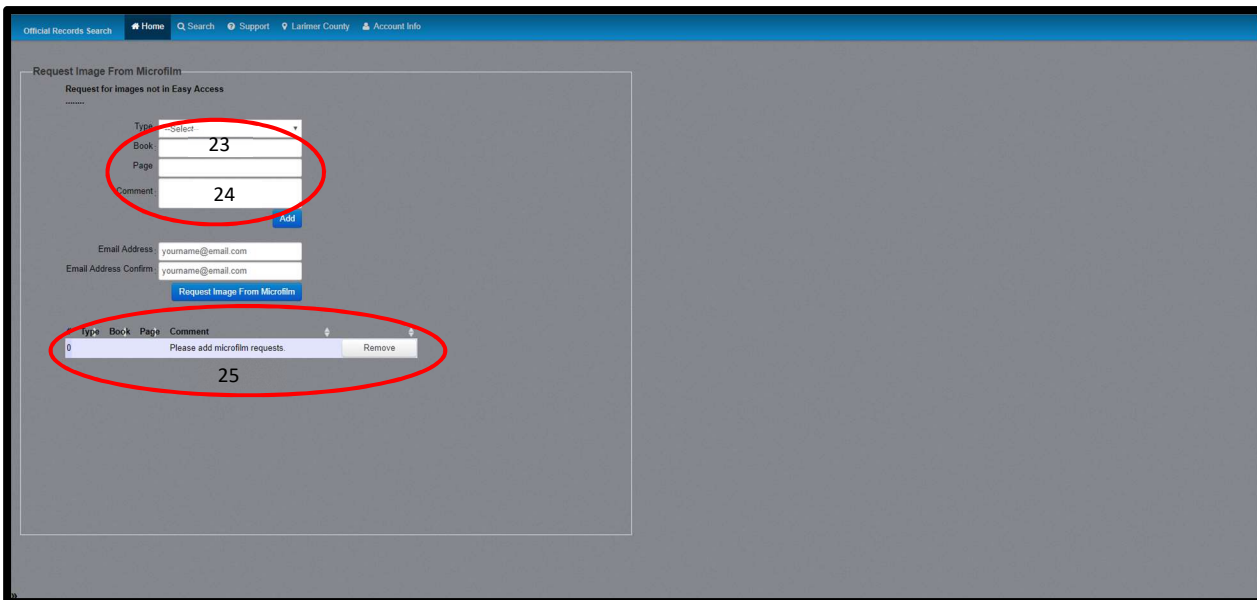 Official Records Search Home Search Support Larimer County Account Info
Request Image From Microfilm
Request for images not in Easy Access
--------
Type: --Select--
Book: 23
Page
Comment: 24
Add
Email Address: yourname@email.com
Email Address Confirm: yourname@email.com
Request Image From Microfilm
Type Book Page Comment
0 Please add microfilm requests. Remove
25
»